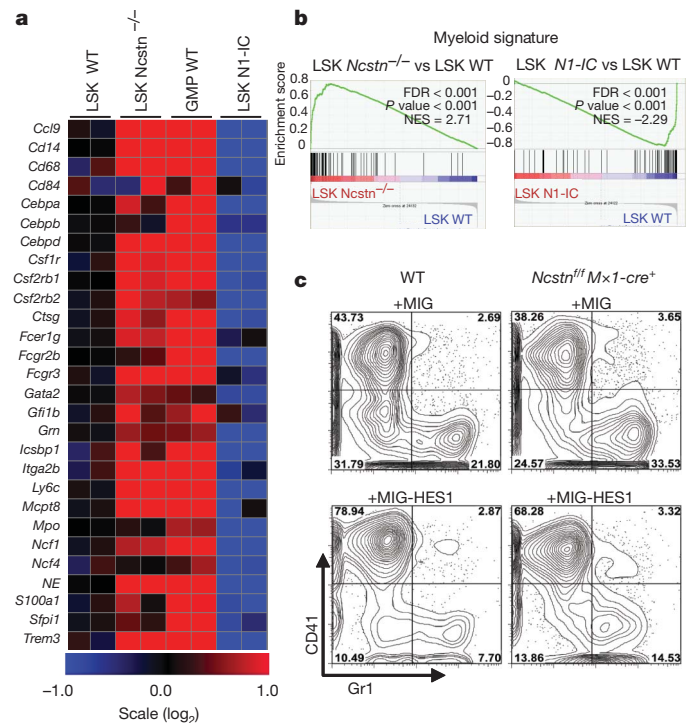 a
LSK WT
LSK Ncstn −/−
GMP WT
LSK N1-IC
Ccl9
Cd14
Cd68
Cd84
Cebpa
Cebpb
Cebpd
Csf1r
Csf2rb1
Csf2rb2
Ctsg
Fcer1g
Fcgr2b
Fcgr3
Gata2
Gfi1b
Grn
Icsbp1
Itga2b
Ly6c
Mcpt8
Mpo
Ncf1
Ncf4
NE
S100a1
Sfpi1
Trem3
−1.0 0.0 1.0
Scale (log2)
b
Myeloid signature
LSK Ncstn−/− vs LSK WT
LSK N1-IC vs LSK WT
Enrichment score
0.8
0.6
0.4
0.2
0
FDR < 0.001
P value < 0.001
NES = 2.71
LSK Ncstn−/−
Zero cross at 24102
LSK WT
−0
−0.2
−0.4
−0.6
−0.8
FDR < 0.001
P value < 0.001
NES = −2.29
LSK N1-IC
LSK WT
c
WT
Ncstnf/f M×1-cre+
+MIG
+MIG
43.73 2.69
31.79 21.80
38.26 3.65
24.57 33.53
+MIG-HES1
+MIG-HES1
78.94 2.87
10.49 7.70
68.28 3.32
13.86 14.53
CD41
Gr1